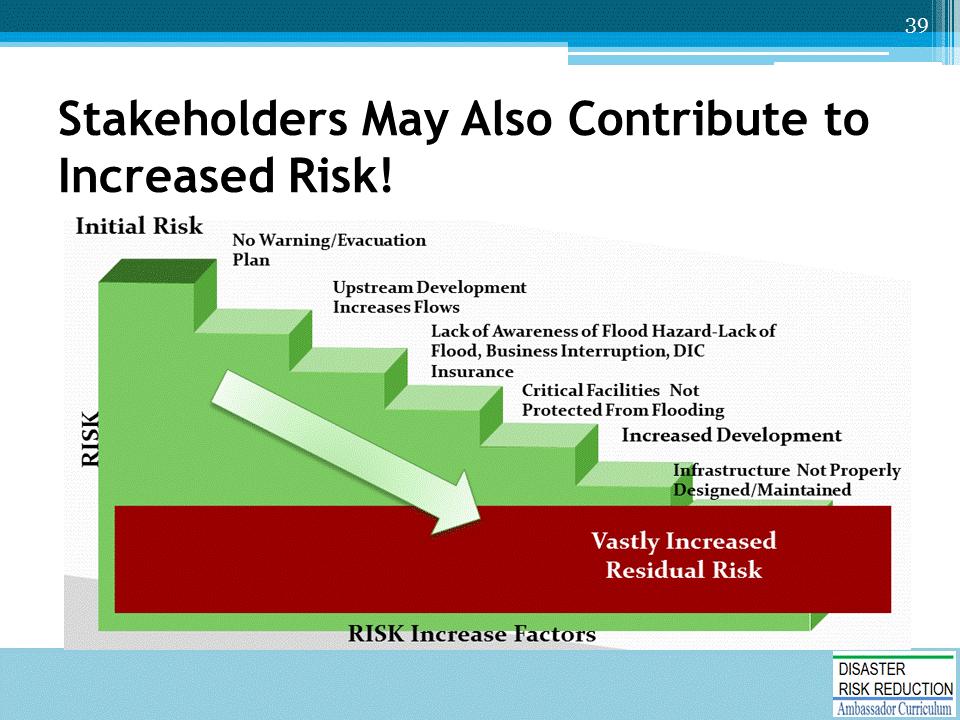 39
Stakeholders May Also Contribute to
Increased Risk!
Initial Risk
No Warning/Evacuation
Plan
Upstream Development
Increases Flows
Lack of Awareness of Flood Hazard-Lack of
Flood, Business Interruption, DIC
Insurance
Critical Facilities Not
Protected From Flooding
Increased Development
Infrastructure Not Properly
Designed/Maintained
RISK
Vastly Increased
Residual Risk
RISK Increase Factors
DISASTER
RISK REDUCTION
Ambassador Curriculum